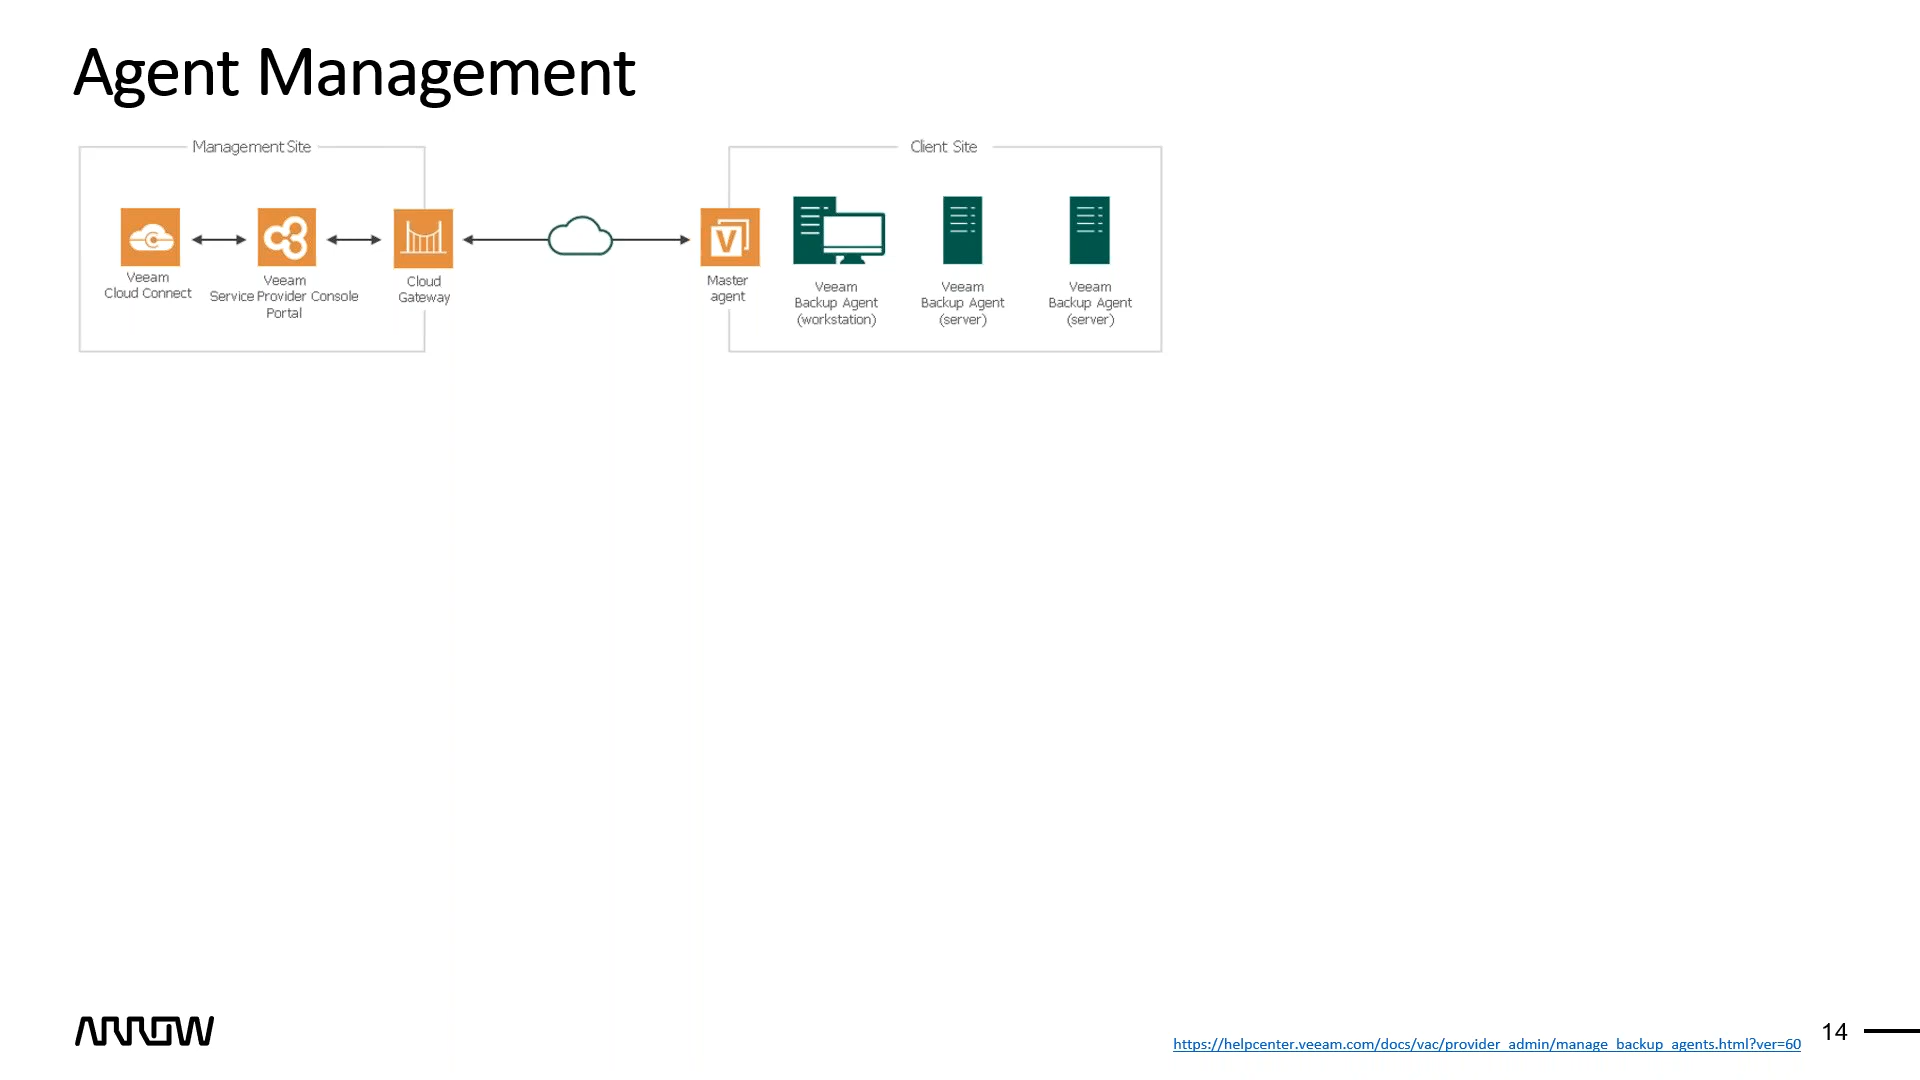 Agent Management
Management Site
Client Site
Veeam
Cloud Connect
Veeam
Service Provider Console
Portal
Cloud
Gateway
V
Master
agent
Veeam
Backup Agent
(workstation)
Veeam
Backup Agent
(server)
Veeam
Backup Agent
(server)
ARROW
https://helpcenter.veeam.com/docs/vac/provider_admin/manage_backup_agents.html?ver=60
14